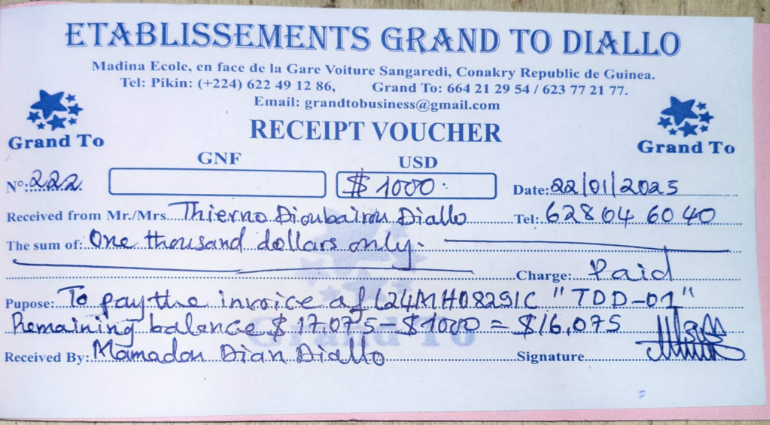 ETABLISSEMENTS GRAND TO DIALLO
Madina Ecole, en face de la Gare Voiture Sangaredi, Conakry Republic de Guinea.
Tel: Pikin: (+224) 622 49 12 86, Grand To: 664 21 29 54 / 623 77 21 77.
Email: grandtobusiness@gmail.com
Grand To
RECEIPT VOUCHER
Grand To
GNF USD
N°: 222 $ 1000 Date: 22/01/2025
Received from Mr./Mrs. Thierno Dioubairou Diallo Tel: 628 04 60 40
The sum of: One thousand dollars only.
Charge: Paid
Pupose: To pay the invoice of L24MH0829IC "TDD-01"
Remaining balance $ 17,075 - $1000 = $16,075
Grand To
Received By: Mamadou Dian Diallo Signature